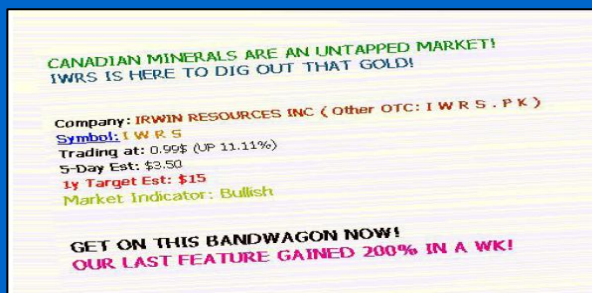 CANADIAN MINERALS ARE AN UNTAPPED MARKET!
IWRS IS HERE TO DIG OUT THAT GOLD!
Company: IRWIN RESOURCES INC ( Other OTC: I W R S . P K )
Symbol: I W R S
Trading at: 0.99$ (UP 11.11%)
5-Day Est: $3.50
1y Target Est: $15
Market Indicator: Bullish
GET ON THIS BANDWAGON NOW!
OUR LAST FEATURE GAINED 200% IN A WK!